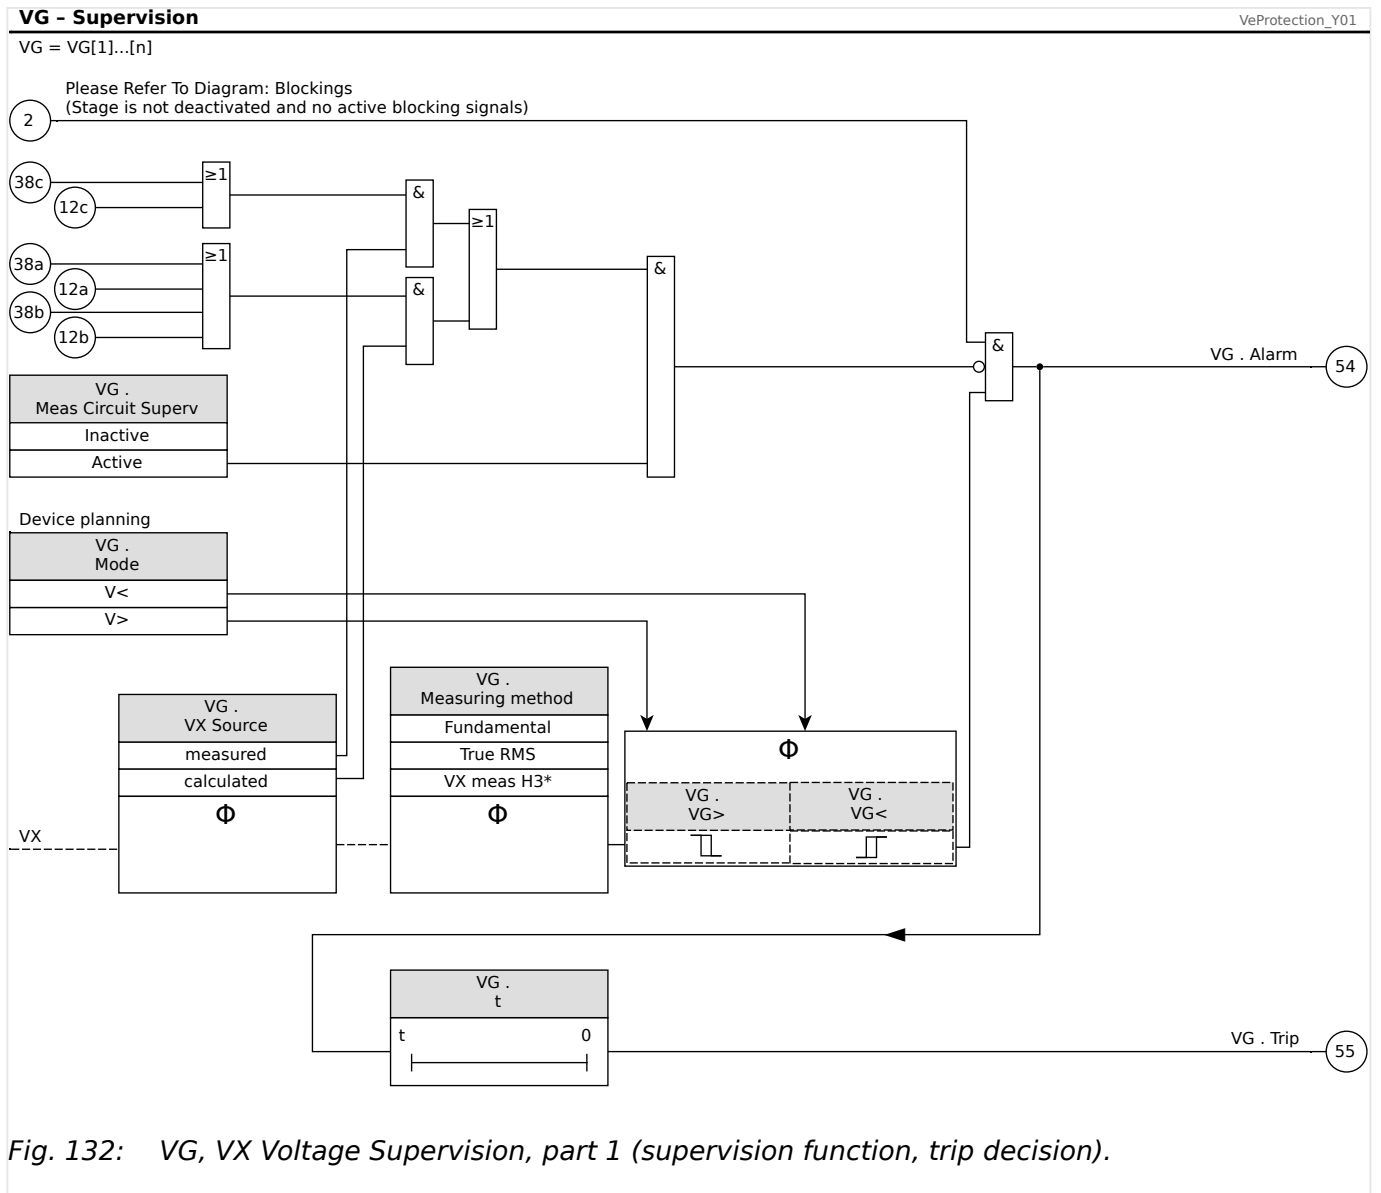 VG – Supervision
VeProtection_Y01
VG = VG[1]...[n]
Please Refer To Diagram: Blockings
(Stage is not deactivated and no active blocking signals)
2
38c
12c
≥1
&
≥1
38a
12a
38b
12b
≥1
&
&
&
VG . Alarm
54
VG .
Meas Circuit Superv
Inactive
Active
Device planning
VG .
Mode
V<
V>
VG .
VX Source
measured
calculated
Φ
VX
VG .
Measuring method
Fundamental
True RMS
VX meas H3*
Φ
Φ
VG .
VG>
VG .
VG<
VG .
t
t 0
VG . Trip
55
Fig. 132: VG, VX Voltage Supervision, part 1 (supervision function, trip decision).